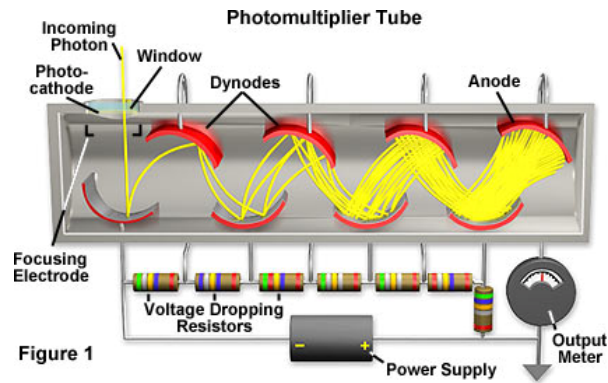 Photomultiplier Tube
Incoming
Photon
Window
Photo-
cathode
Dynodes
Anode
Focusing
Electrode
Voltage Dropping
Resistors
−
+
Power Supply
Output
Meter
Figure 1